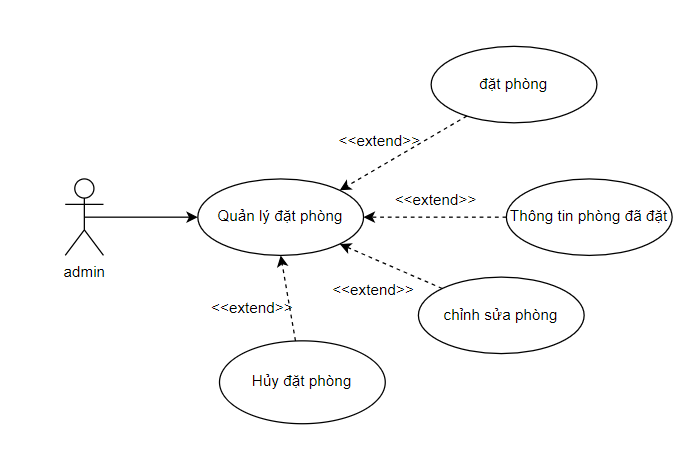 đặt phòng
<<extend>>
<<extend>>
Quản lý đặt phòng
Thông tin phòng đã đặt
admin
<<extend>>
<<extend>>
chỉnh sửa phòng
Hủy đặt phòng